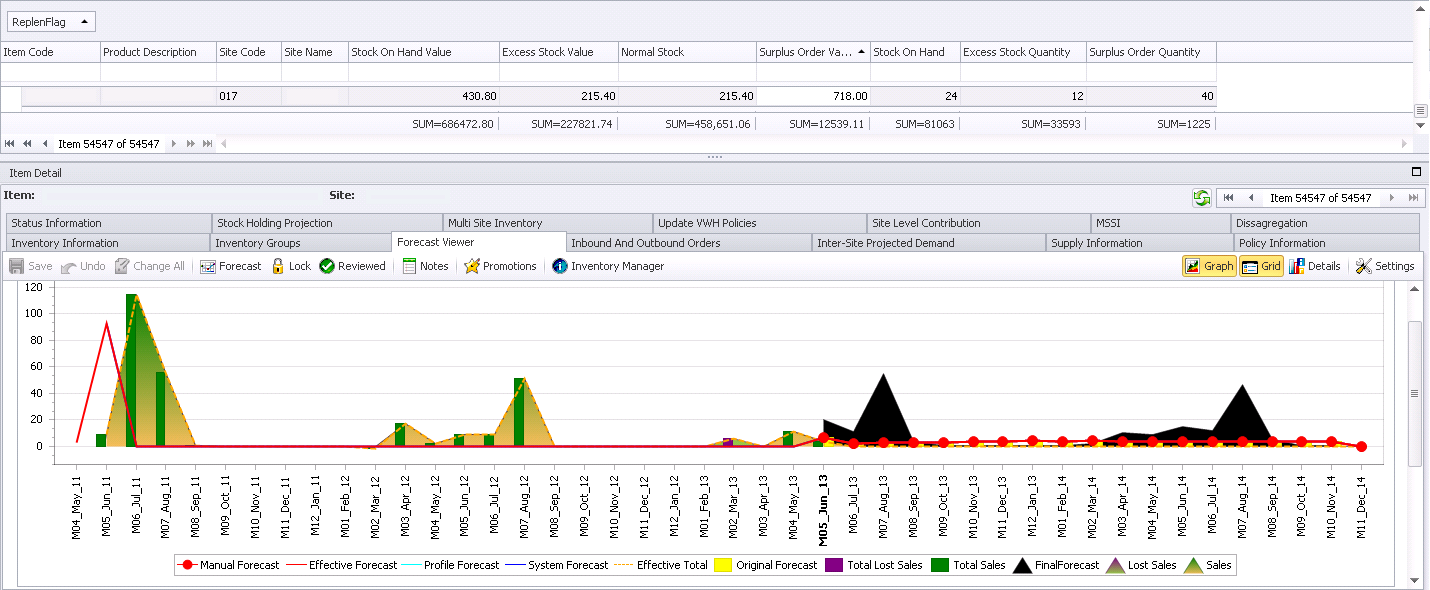 ReplenFlag
Item Code Product Description Site Code Site Name Stock On Hand Value Excess Stock Value Normal Stock Surplus Order Va... Stock On Hand Excess Stock Quantity Surplus Order Quantity
017 430.80 215.40 215.40 718.00 24 12 40
SUM=686472.80 SUM=227821.74 SUM=458,651.06 SUM=12539.11 SUM=81063 SUM=33593 SUM=1225
Item 54547 of 54547
Item Detail
Item: Site:
Item 54547 of 54547
Status Information Stock Holding Projection Multi Site Inventory Update VWH Policies Site Level Contribution MSSI Dissagregation
Inventory Information Inventory Groups Forecast Viewer Inbound And Outbound Orders Inter-Site Projected Demand Supply Information Policy Information
Save Undo Change All Forecast Lock Reviewed Notes Promotions Inventory Manager Graph Grid Details Settings
120
100
80
60
40
20
0
M04_May_11 M05_Jun_11 M06_Jul_11 M07_Aug_11 M08_Sep_11 M09_Oct_11 M10_Nov_11 M11_Dec_11 M12_Jan_11 M01_Feb_12 M02_Mar_12 M03_Apr_12 M04_May_12 M05_Jun_12 M06_Jul_12 M07_Aug_12 M08_Sep_12 M09_Oct_12 M10_Nov_12 M11_Dec_12 M12_Jan_12 M01_Feb_13 M02_Mar_13 M03_Apr_13 M04_May_13 M05_Jun_13 M06_Jul_13 M07_Aug_13 M08_Sep_13 M09_Oct_13 M10_Nov_13 M11_Dec_13 M12_Jan_13 M01_Feb_14 M02_Mar_14 M03_Apr_14 M04_May_14 M05_Jun_14 M06_Jul_14 M07_Aug_14 M08_Sep_14 M09_Oct_14 M10_Nov_14 M11_Dec_14
Manual Forecast Effective Forecast Profile Forecast System Forecast Effective Total Original Forecast Total Lost Sales Total Sales FinalForecast Lost Sales Sales